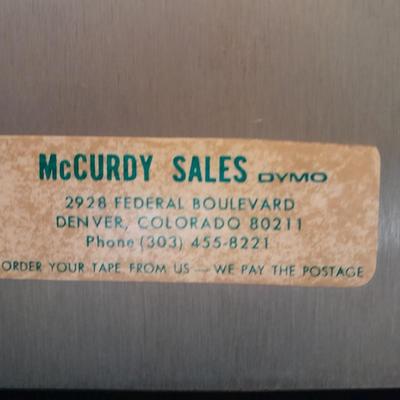 McCURDY SALES DYMO
2928 FEDERAL BOULEVARD
DENVER, COLORADO 80211
Phone (303) 455-8221
ORDER YOUR TAPE FROM US — WE PAY THE POSTAGE